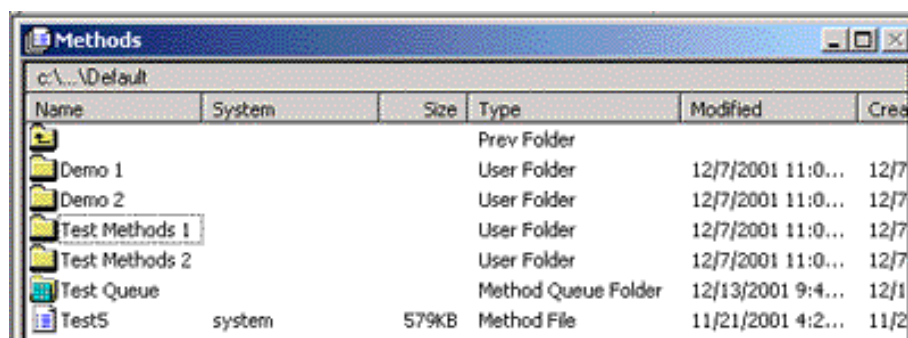 Methods
c:\...\Default
Name System Size Type Modified Crea
Prev Folder
Demo 1 User Folder 12/7/2001 11:0... 12/7
Demo 2 User Folder 12/7/2001 11:0... 12/7
Test Methods 1 User Folder 12/7/2001 11:0... 12/7
Test Methods 2 User Folder 12/7/2001 11:0... 12/7
Test Queue Method Queue Folder 12/13/2001 9:4... 12/1
Test5 system 579KB Method File 11/21/2001 4:2... 11/2